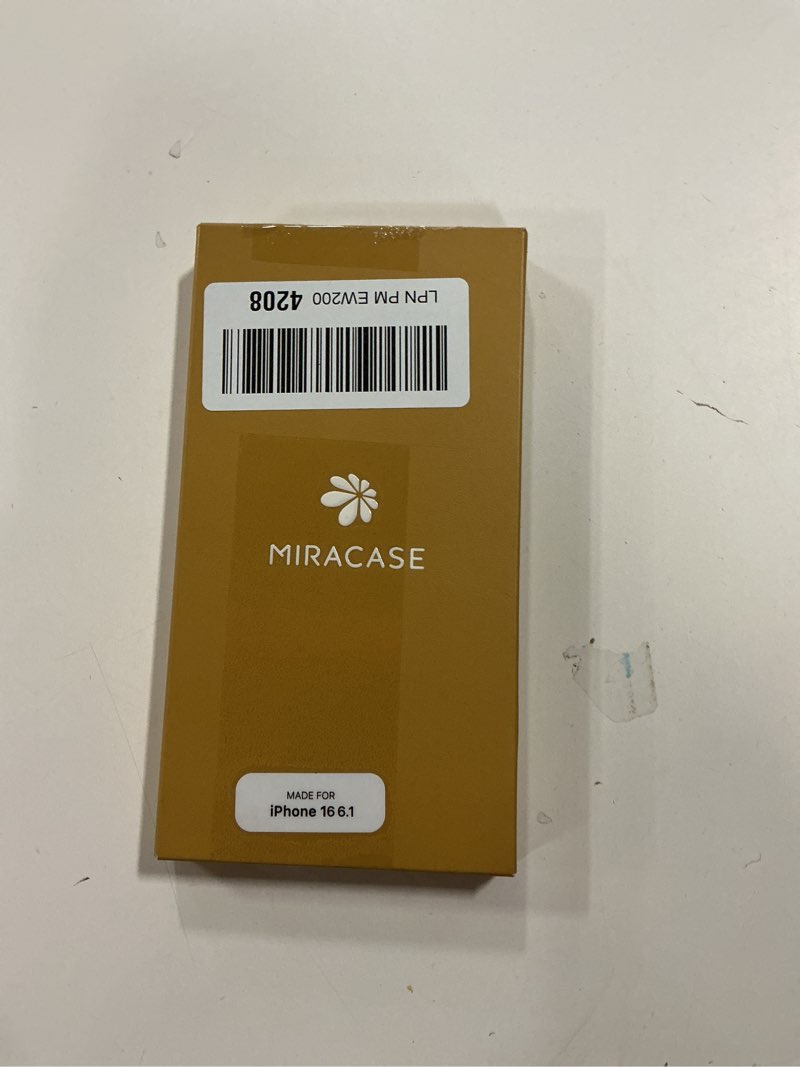 LPN PM EW200 4208
MIRACASE
MADE FOR
iPhone 16 6.1